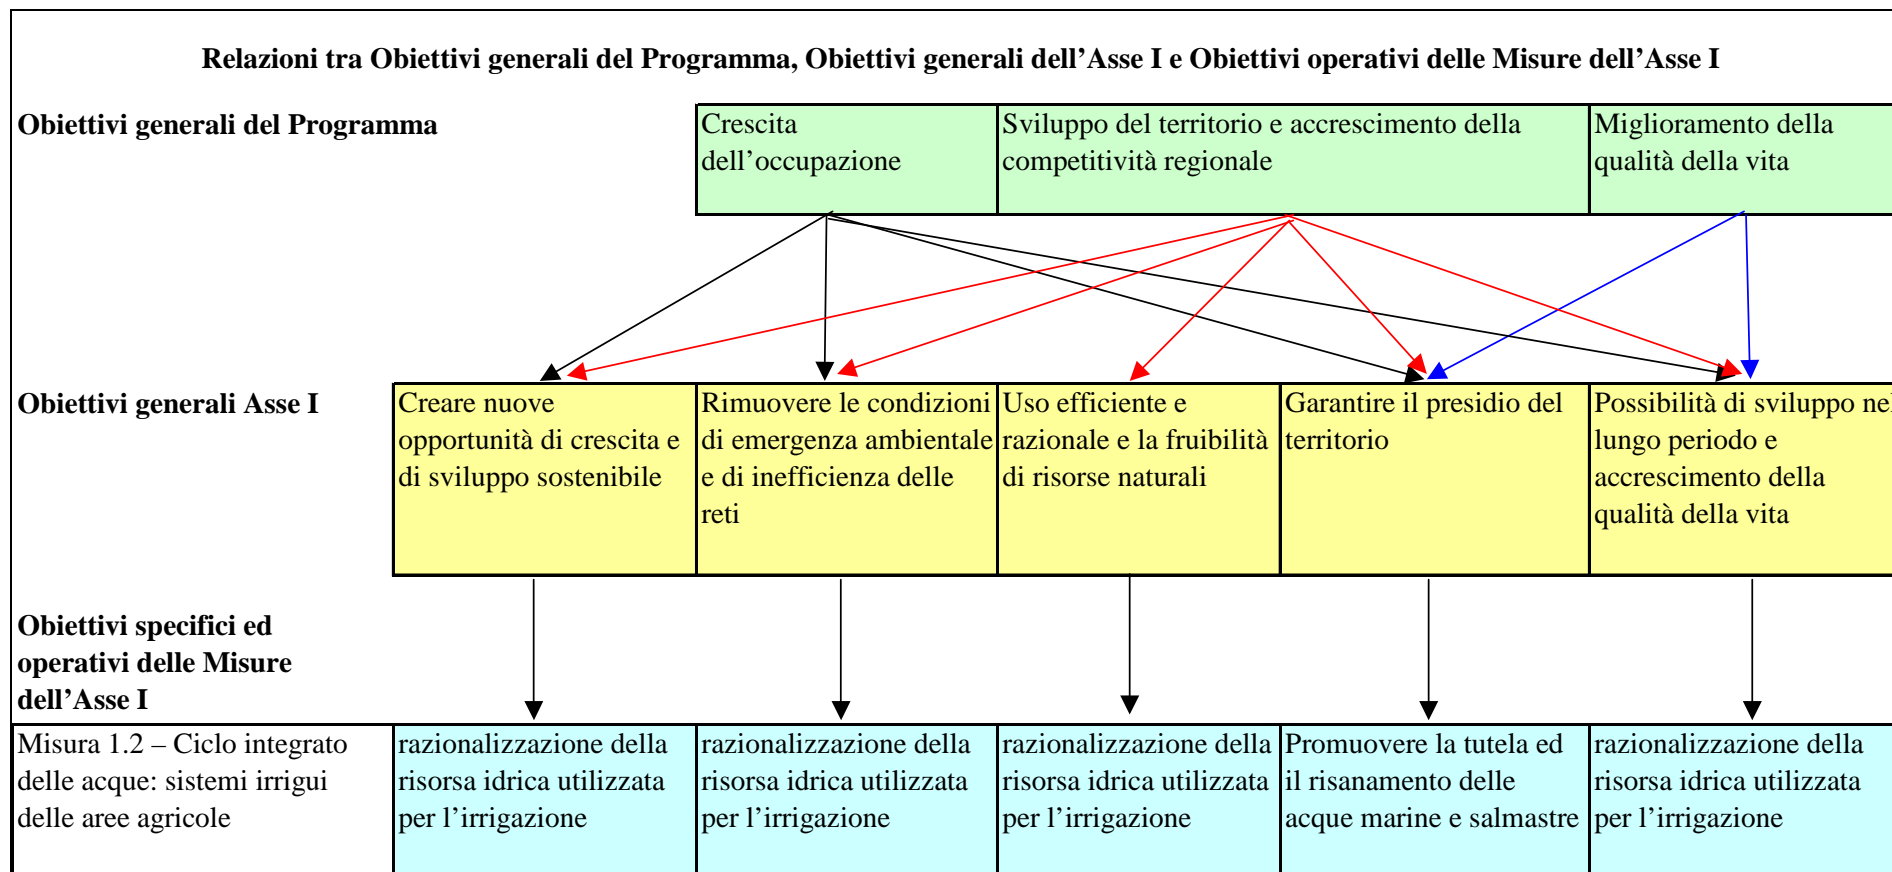 Relazioni tra Obiettivi generali del Programma, Obiettivi generali dell’Asse I e Obiettivi operativi delle Misure dell’Asse I
Obiettivi generali del Programma
Crescita
dell’occupazione
Sviluppo del territorio e accrescimento della
competitività regionale
Miglioramento della
qualità della vita
Obiettivi generali Asse I
Creare nuove
opportunità di crescita e
di sviluppo sostenibile
Rimuovere le condizioni
di emergenza ambientale
e di inefficienza delle
reti
Uso efficiente e
razionale e la fruibilità
di risorse naturali
Garantire il presidio del
territorio
Possibilità di sviluppo nel
lungo periodo e
accrescimento della
qualità della vita
Obiettivi specifici ed
operativi delle Misure
dell’Asse I
Misura 1.2 – Ciclo integrato
delle acque: sistemi irrigui
delle aree agricole
razionalizzazione della
risorsa idrica utilizzata
per l’irrigazione
razionalizzazione della
risorsa idrica utilizzata
per l’irrigazione
razionalizzazione della
risorsa idrica utilizzata
per l’irrigazione
Promuovere la tutela ed
il risanamento delle
acque marine e salmastre
razionalizzazione della
risorsa idrica utilizzata
per l’irrigazione